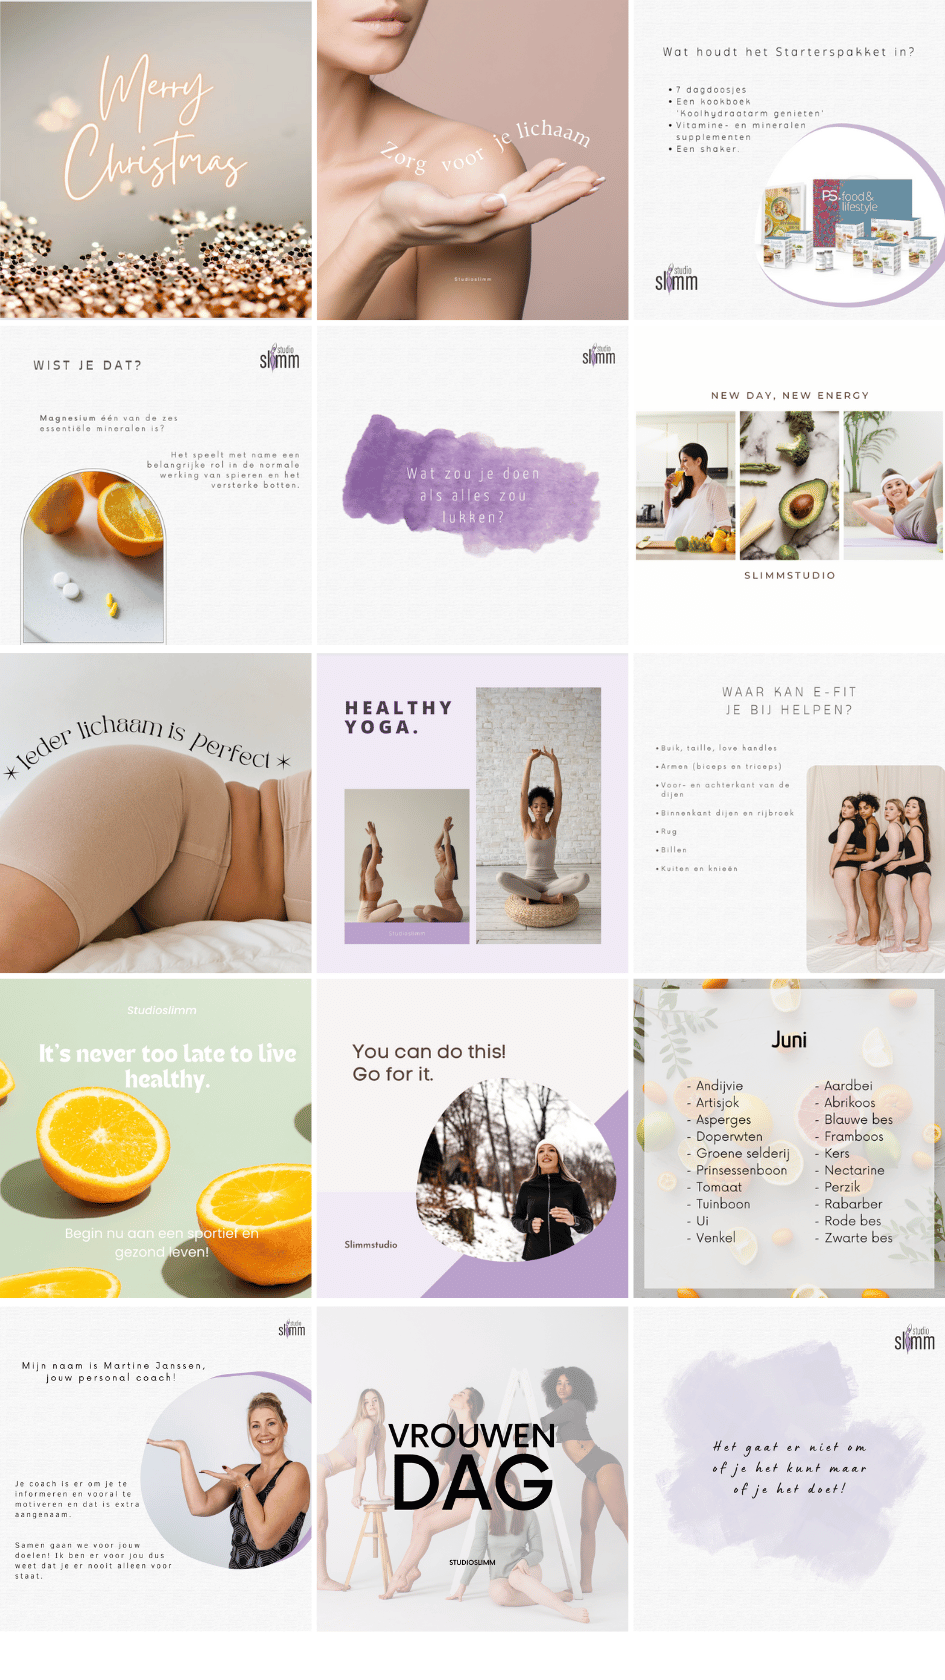 Merry
Christmas
Zorg voor je lichaam
Studioslimm
Wat houdt het Starterspakket in?
• 7 dagdoosjes
• Een kookboek
'Koolhydraatarm genieten'
• Vitamine- en mineralen
supplementen
• Een shaker.
PS. food &
lifestyle
studio
slimm
WIST JE DAT?
studio
slimm
Magnesium één van de zes
essentiële mineralen is?
Het speelt met name een
belangrijke rol in de normale
werking van spieren en het
versterke botten.
studio
slimm
Wat zou je doen
als alles zou
lukken?
NEW DAY, NEW ENERGY
SLIMMSTUDIO
Ieder lichaam is perfect
HEALTHY
YOGA.
STUDIOSLIMM
WAAR KAN E-FIT
JE BIJ HELPEN?
• Buik, taille, love handles
• Armen (biceps en triceps)
• Voor- en achterkant van de
dijen
• Binnenkant dijen en rijbroek
• Rug
• Billen
• Kuiten en knieën
Studioslimm
It's never too late to live
healthy.
Begin nu aan een sportief en
gezond leven!
You can do this!
Go for it.
Slimmstudio
Juni
- Andijvie
- Artisjok
- Asperges
- Doperwten
- Groene selderij
- Prinsessenboon
- Tomaat
- Tuinboon
- Ui
- Venkel
- Aardbei
- Abrikoos
- Blauwe bes
- Framboos
- Kers
- Nectarine
- Perzik
- Rabarber
- Rode bes
- Zwarte bes
studio
slimm
Mijn naam is Martine Janssen,
jouw personal coach!
Je coach is er om je te
informeren en vooral te
motiveren en dat is extra
aangenaam.
Samen gaan we voor jouw
doelen! Ik ben er voor jou dus
weet dat je er nooit alleen voor
staat.
VROUWEN
DAG
STUDIOSLIMM
studio
slimm
Het gaat er niet om
of je het kunt maar
of je het doet!